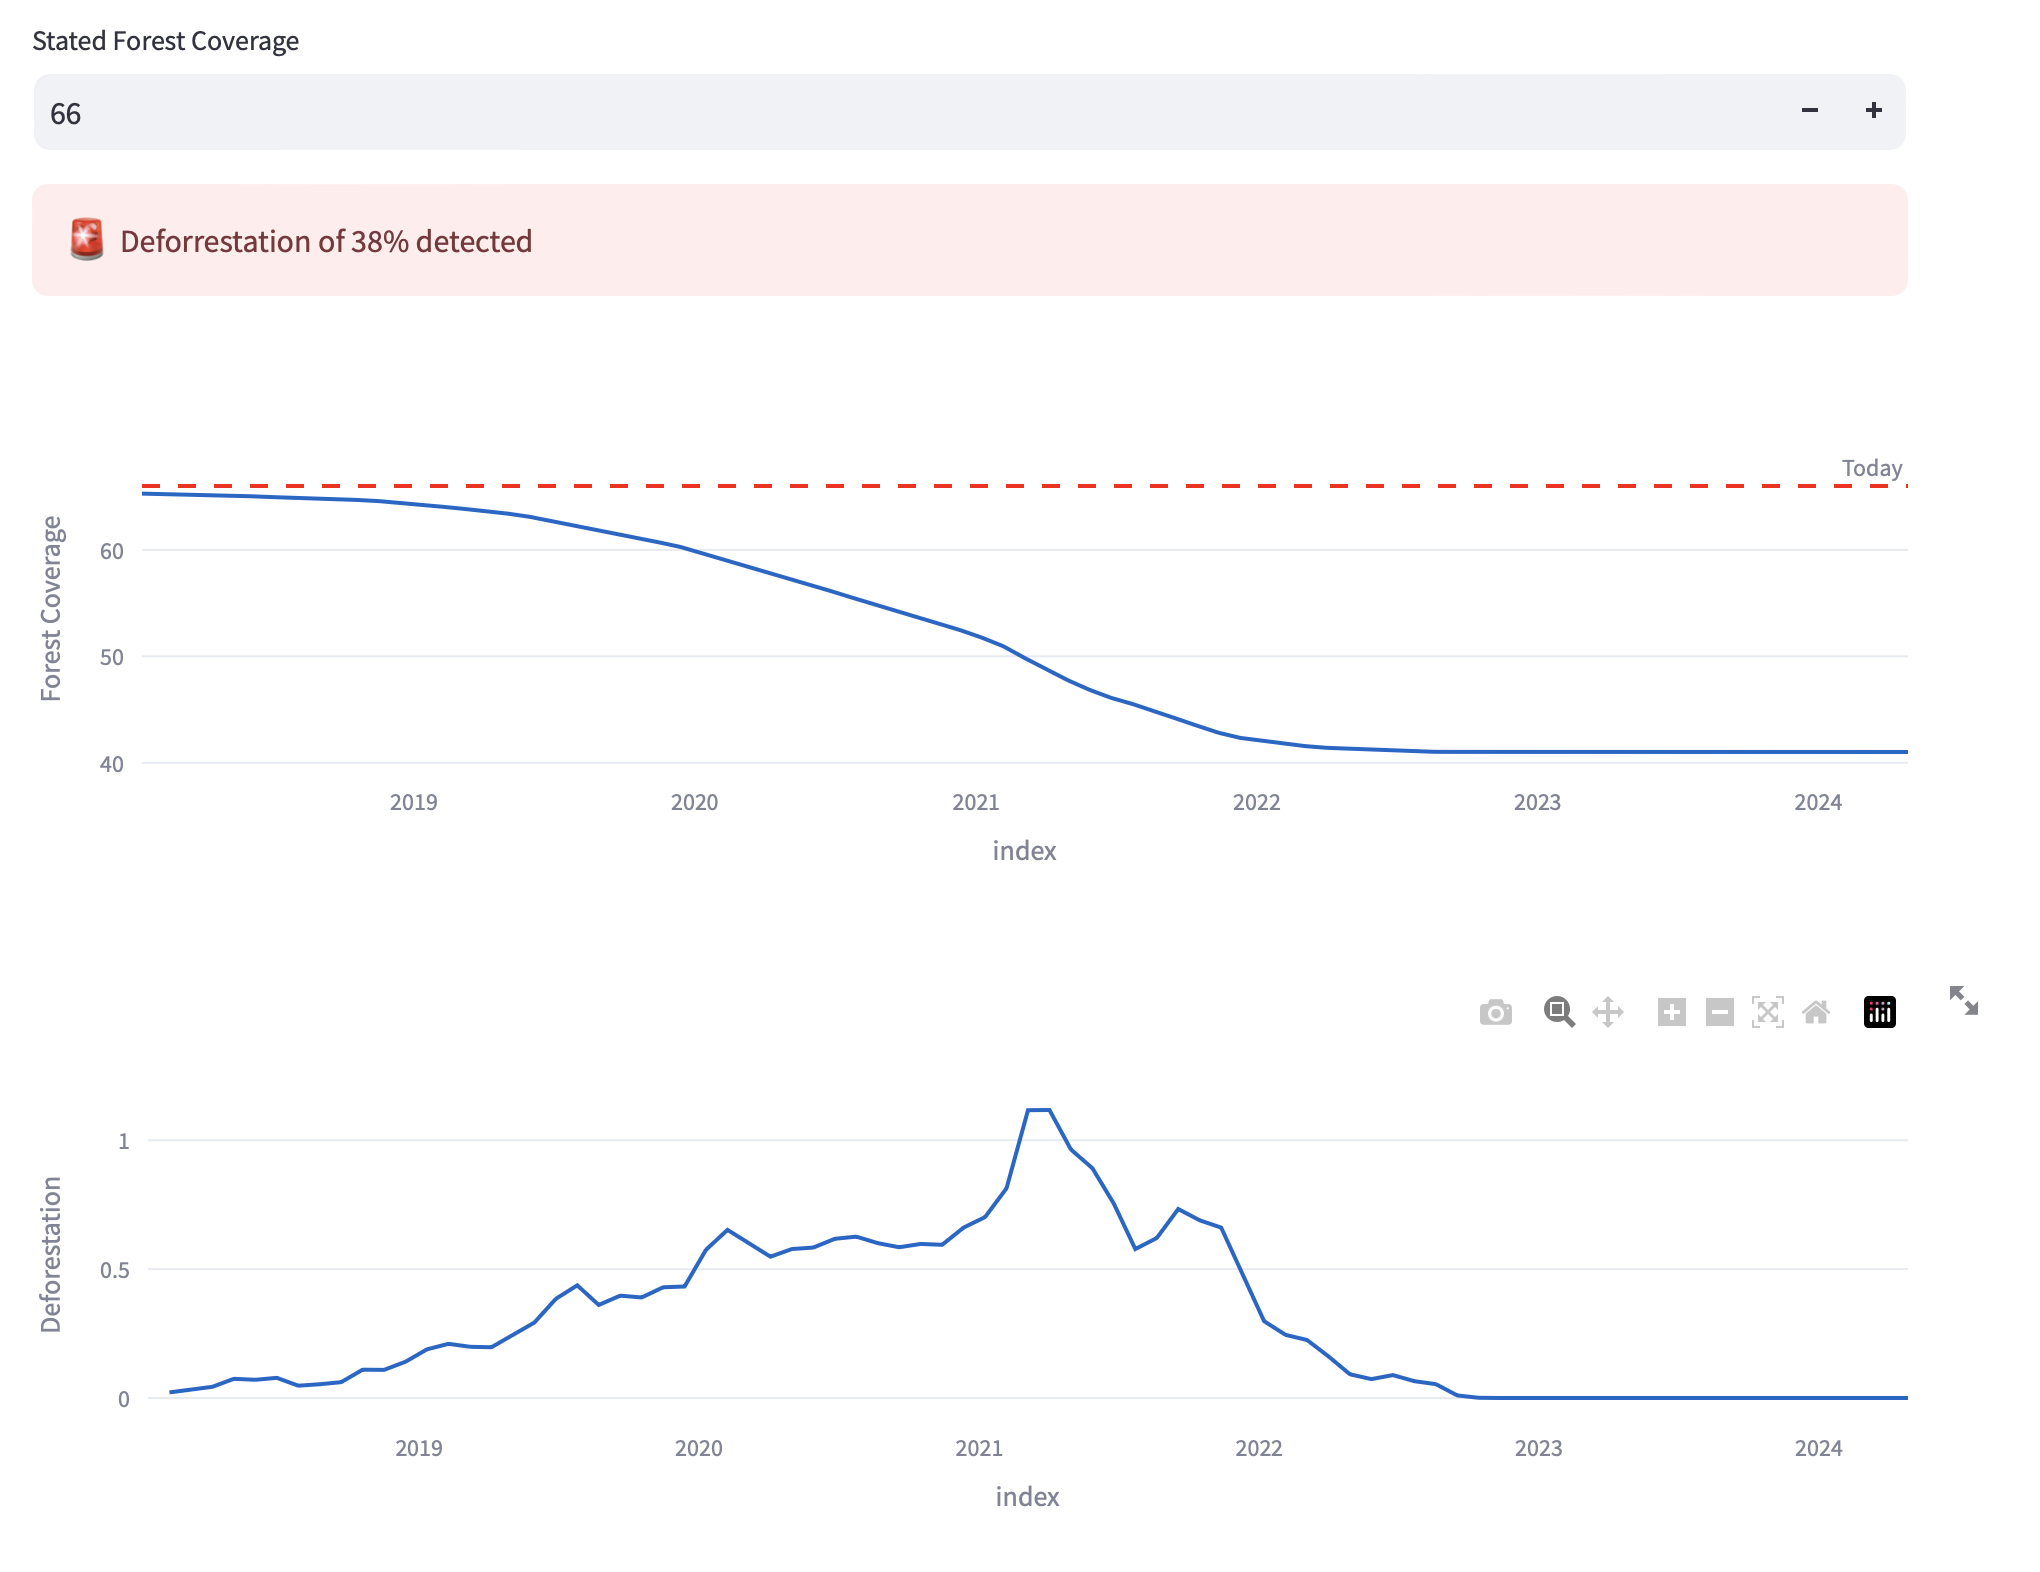 Stated Forest Coverage
66
Deforrestation of 38% detected
Today
Forest Coverage
60
50
40
2019 2020 2021 2022 2023 2024
index
Deforestation
1
0.5
0
2019 2020 2021 2022 2023 2024
index